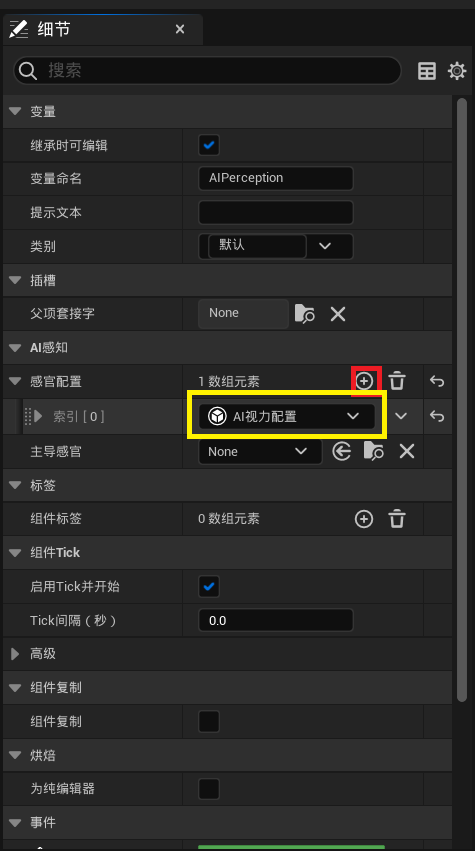 细节
搜索
变量
继承时可编辑
变量命名 AIPerception
提示文本
类别 默认
插槽
父项套接字 None
AI感知
感官配置 1 数组元素
索引 [ 0 ] AI视力配置
主导感官 None
标签
组件标签 0 数组元素
组件Tick
启用Tick并开始
Tick间隔（秒） 0.0
高级
组件复制
组件复制
烘焙
为纯编辑器
事件